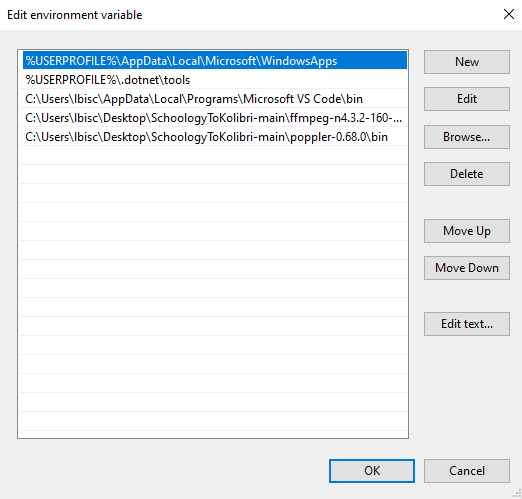 Edit environment variable
%USERPROFILE%\AppData\Local\Microsoft\WindowsApps
%USERPROFILE%\.dotnet\tools
C:\Users\lbisc\AppData\Local\Programs\Microsoft VS Code\bin
C:\Users\lbisc\Desktop\SchoologyToKolibri-main\ffmpeg-n4.3.2-160-...
C:\Users\lbisc\Desktop\SchoologyToKolibri-main\poppler-0.68.0\bin
New
Edit
Browse...
Delete
Move Up
Move Down
Edit text...
OK
Cancel